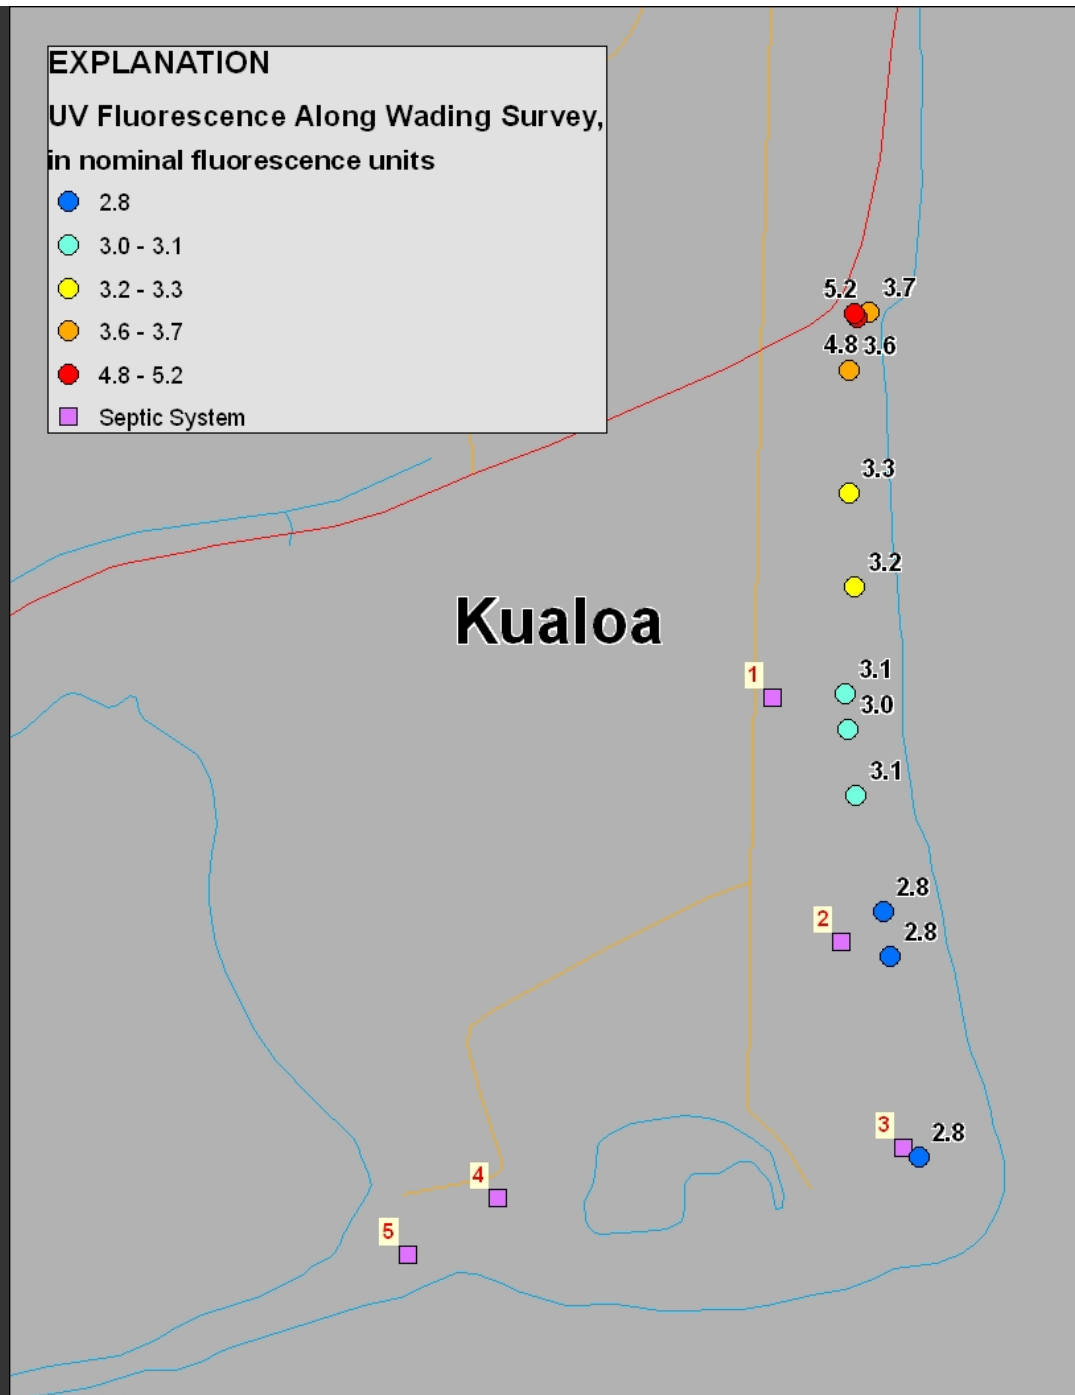 EXPLANATION
UV Fluorescence Along Wading Survey,
in nominal fluorescence units
2.8
3.0 - 3.1
3.2 - 3.3
3.6 - 3.7
4.8 - 5.2
Septic System
5.2 3.7
4.8 3.6
3.3
3.2
Kualoa
1
3.1
3.0
3.1
2.8
2
2.8
3
2.8
4
5